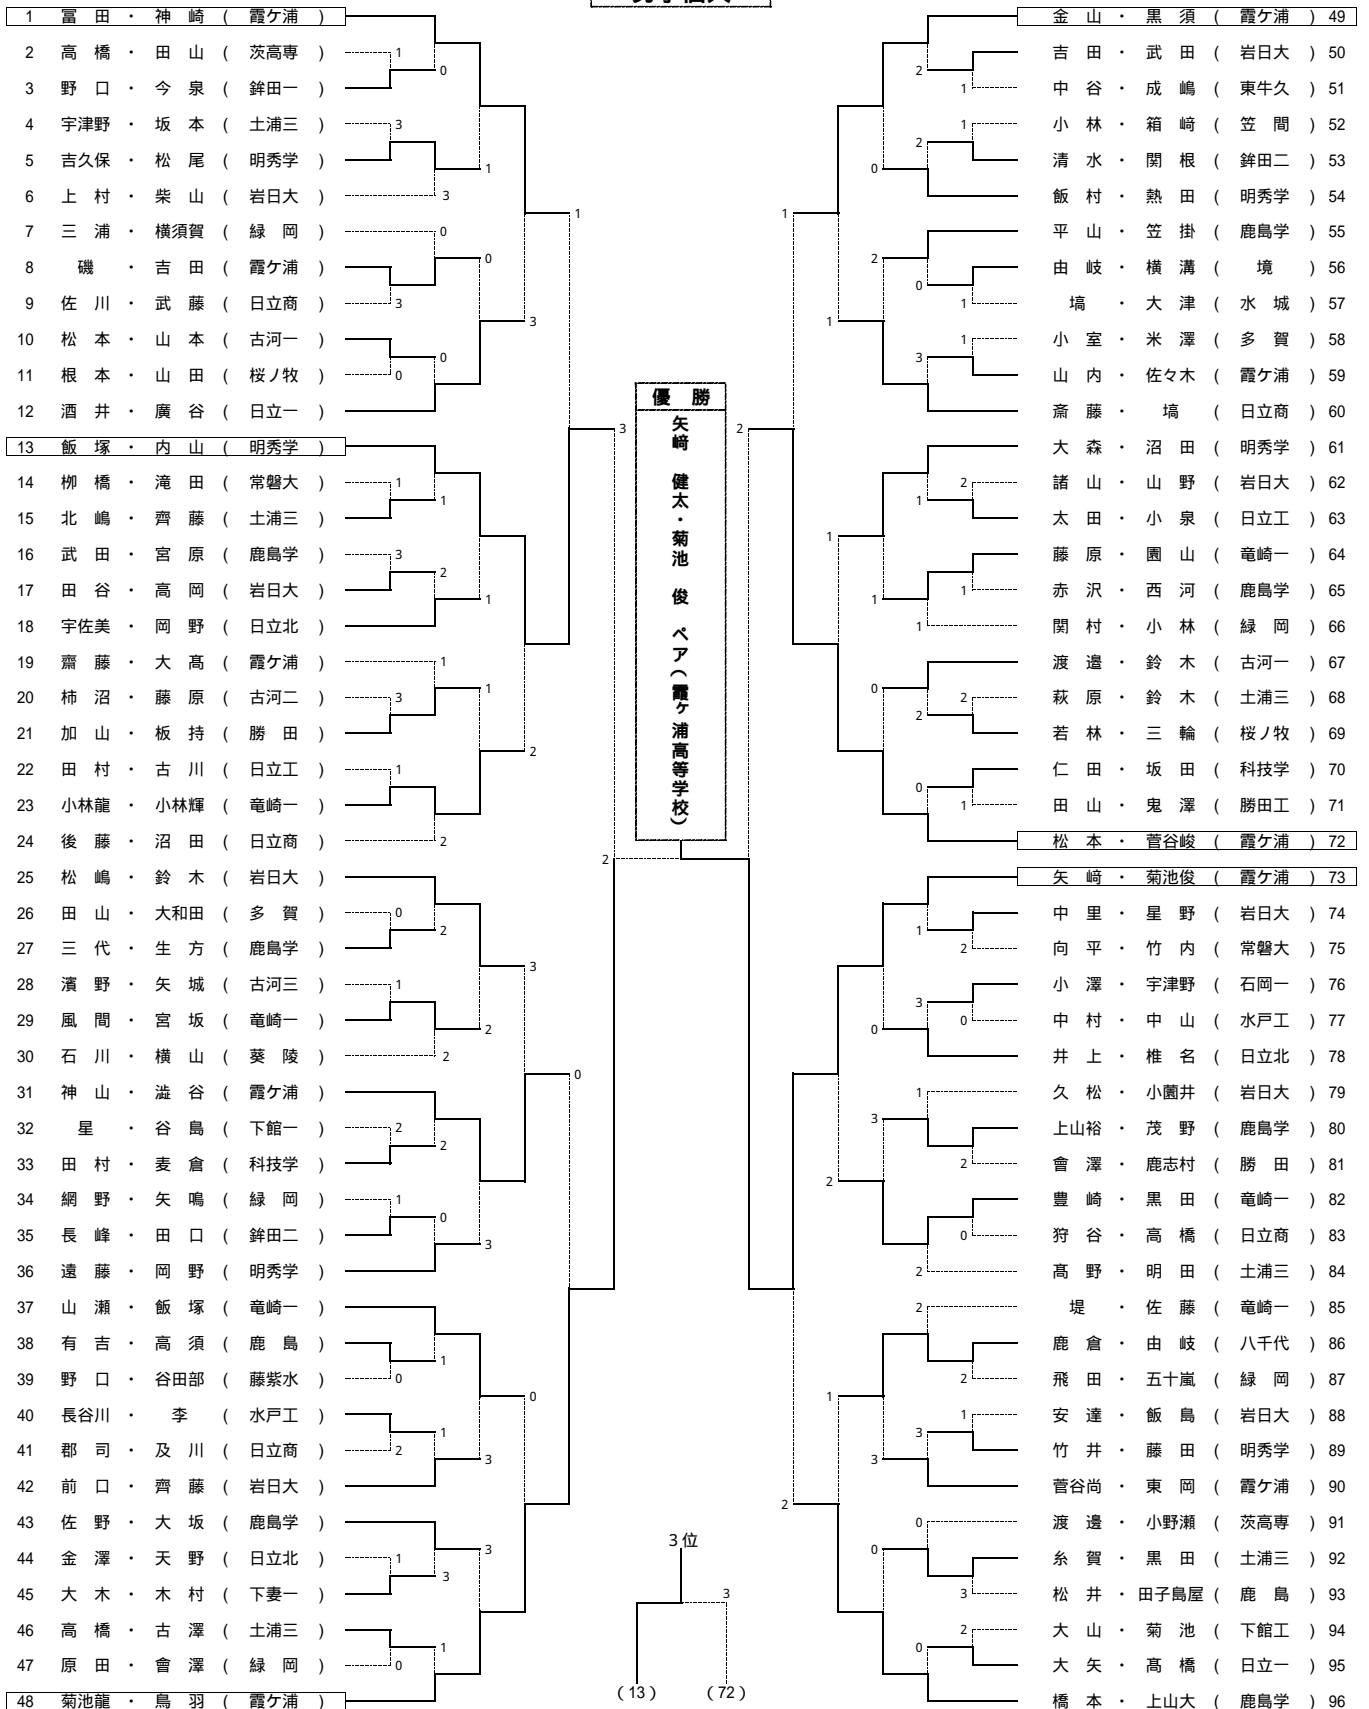 1 冨田・神崎（霞ケ浦）
2 高橋・田山（茨高専）
3 野口・今泉（鉾田一）
4 宇津野・坂本（土浦三）
5 吉久保・松尾（明秀学）
6 上村・柴山（岩日大）
7 三浦・横須賀（緑岡）
8 磯・吉田（霞ケ浦）
9 佐川・武藤（日立商）
10 松本・山本（古河一）
11 根本・山田（桜ノ牧）
12 酒井・廣谷（日立一）
13 飯塚・内山（明秀学）
14 栁橋・滝田（常磐大）
15 北嶋・齊藤（土浦三）
16 武田・宮原（鹿島学）
17 田谷・高岡（岩日大）
18 宇佐美・岡野（日立北）
19 齋藤・大髙（霞ケ浦）
20 柿沼・藤原（古河二）
21 加山・板持（勝田）
22 田村・古川（日立工）
23 小林龍・小林輝（竜崎一）
24 後藤・沼田（日立商）
25 松嶋・鈴木（岩日大）
26 田山・大和田（多賀）
27 三代・生方（鹿島学）
28 濱野・矢城（古河三）
29 風間・宮坂（竜崎一）
30 石川・横山（葵陵）
31 神山・澁谷（霞ケ浦）
32 星・谷島（下館一）
33 田村・麦倉（科技学）
34 網野・矢鳴（緑岡）
35 長峰・田口（鉾田二）
36 遠藤・岡野（明秀学）
37 山瀬・飯塚（竜崎一）
38 有吉・高須（鹿島）
39 野口・谷田部（藤紫水）
40 長谷川・李（水戸工）
41 郡司・及川（日立商）
42 前口・齊藤（岩日大）
43 佐野・大坂（鹿島学）
44 金澤・天野（日立北）
45 大木・木村（下妻一）
46 高橋・古澤（土浦三）
47 原田・會澤（緑岡）
48 菊池龍・鳥羽（霞ケ浦）
優勝
矢﨑 健太・菊池 俊 ペア（霞ヶ浦高等学校）
3位
3
（13）
（72）
金山・黒須（霞ケ浦）49
吉田・武田（岩日大）50
中谷・成嶋（東牛久）51
小林・箱﨑（笠間）52
清水・関根（鉾田二）53
飯村・熱田（明秀学）54
平山・笠掛（鹿島学）55
由岐・横溝（境）56
塙・大津（水城）57
小室・米澤（多賀）58
山内・佐々木（霞ケ浦）59
斎藤・塙（日立商）60
大森・沼田（明秀学）61
諸山・山野（岩日大）62
太田・小泉（日立工）63
藤原・園山（竜崎一）64
赤沢・西河（鹿島学）65
関村・小林（緑岡）66
渡邉・鈴木（古河一）67
萩原・鈴木（土浦三）68
若林・三輪（桜ノ牧）69
仁田・坂田（科技学）70
田山・鬼澤（勝田工）71
松本・菅谷峻（霞ケ浦）72
矢﨑・菊池俊（霞ケ浦）73
中里・星野（岩日大）74
向平・竹内（常磐大）75
小澤・宇津野（石岡一）76
中村・中山（水戸工）77
井上・椎名（日立北）78
久松・小薗井（岩日大）79
上山裕・茂野（鹿島学）80
會澤・鹿志村（勝田）81
豊崎・黒田（竜崎一）82
狩谷・高橋（日立商）83
髙野・明田（土浦三）84
堤・佐藤（竜崎一）85
鹿倉・由岐（八千代）86
飛田・五十嵐（緑岡）87
安達・飯島（岩日大）88
竹井・藤田（明秀学）89
菅谷尚・東岡（霞ケ浦）90
渡邊・小野瀬（茨高専）91
糸賀・黒田（土浦三）92
松井・田子島屋（鹿島）93
大山・菊池（下館工）94
大矢・髙橋（日立一）95
橋本・上山大（鹿島学）96